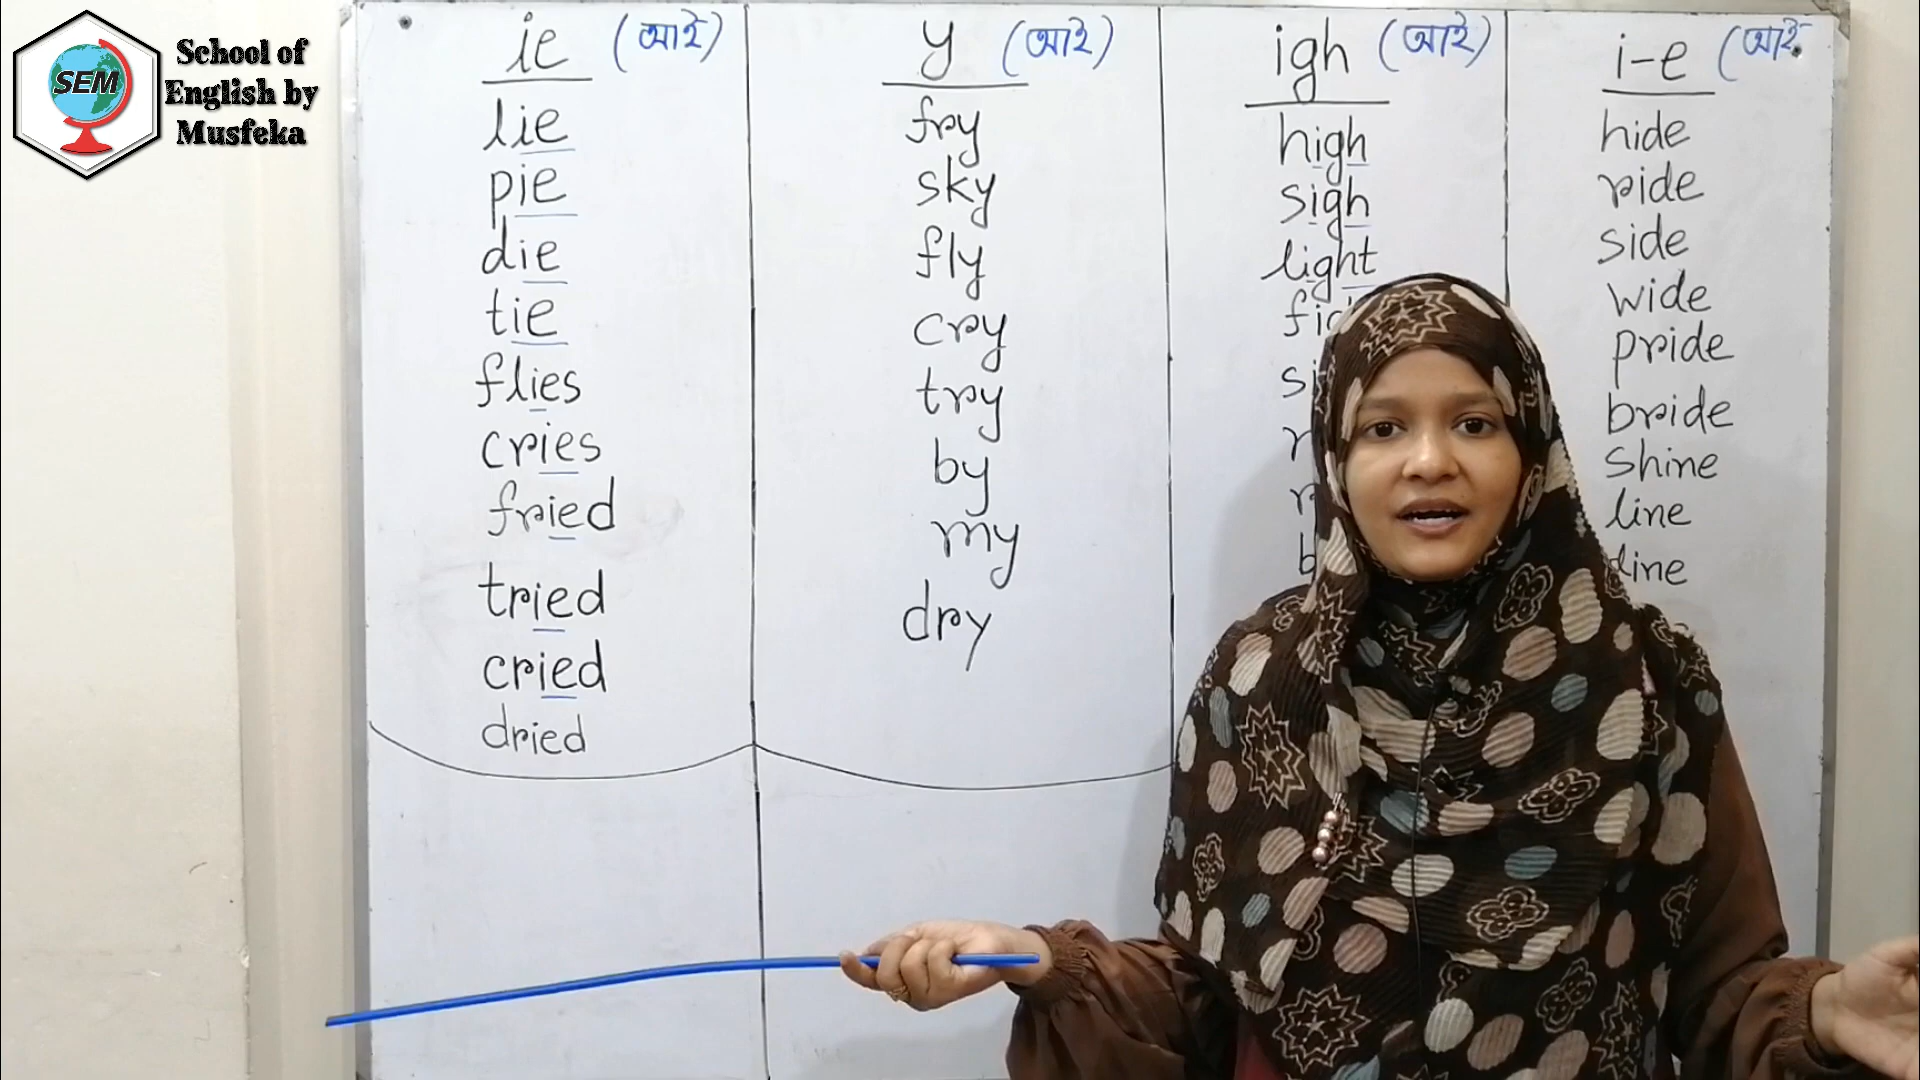 School of
English by
Musfeka
SEM
ie (আই)
lie
pie
die
tie
flies
cries
fried
tried
cried
dried
y (আই)
fry
sky
fly
cry
try
by
my
dry
igh (আই)
high
sigh
light
i-e (আই
hide
ride
side
wide
pride
bride
shine
line
dine